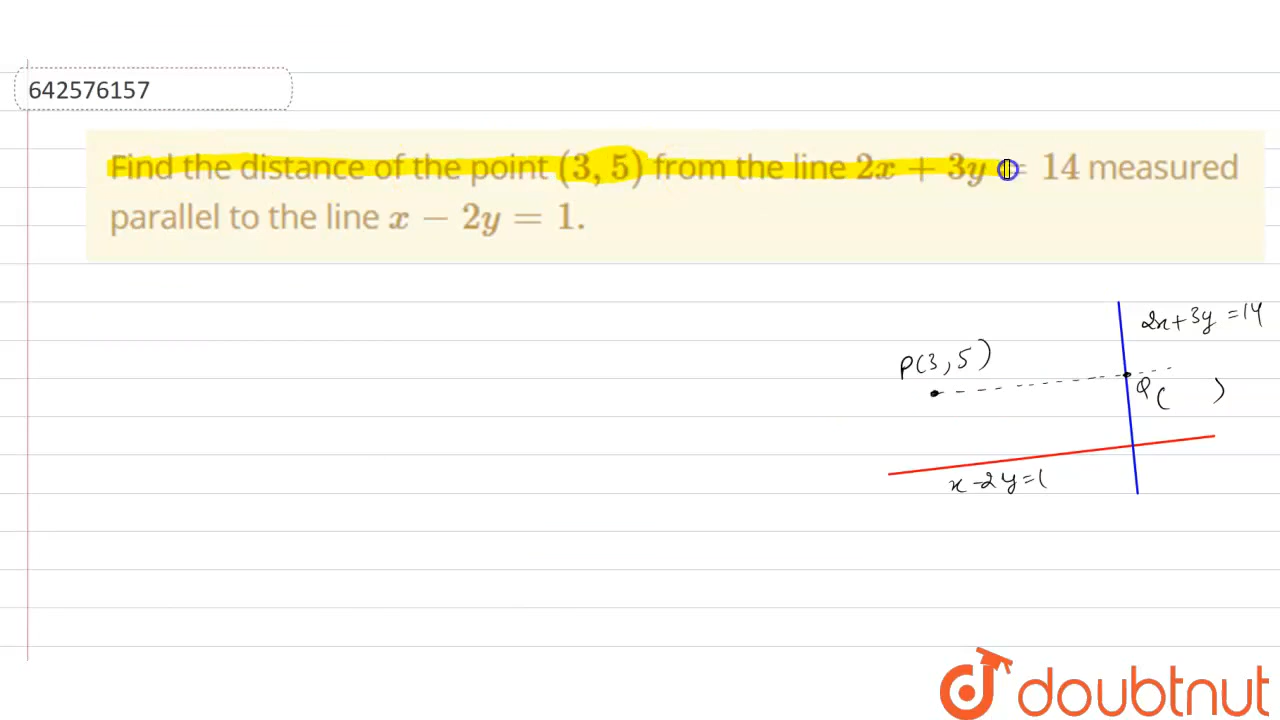 642576157
Find the distance of the point (3, 5) from the line 2x + 3y = 14 measured
parallel to the line x − 2y = 1.
2x+3y=14
P(3,5)
Q( )
x-2y=1
doubtnut